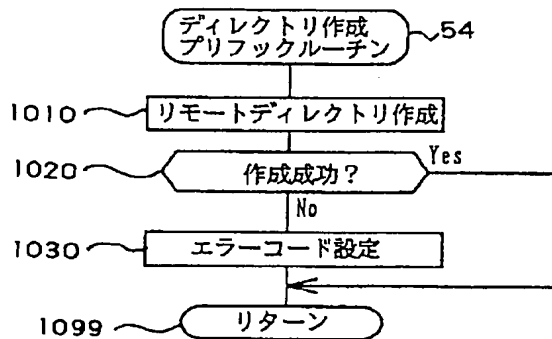 ディレクトリ作成
プリフックルーチン
54
1010
リモートディレクトリ作成
1020
作成成功?
Yes
No
1030
エラーコード設定
1099
リターン